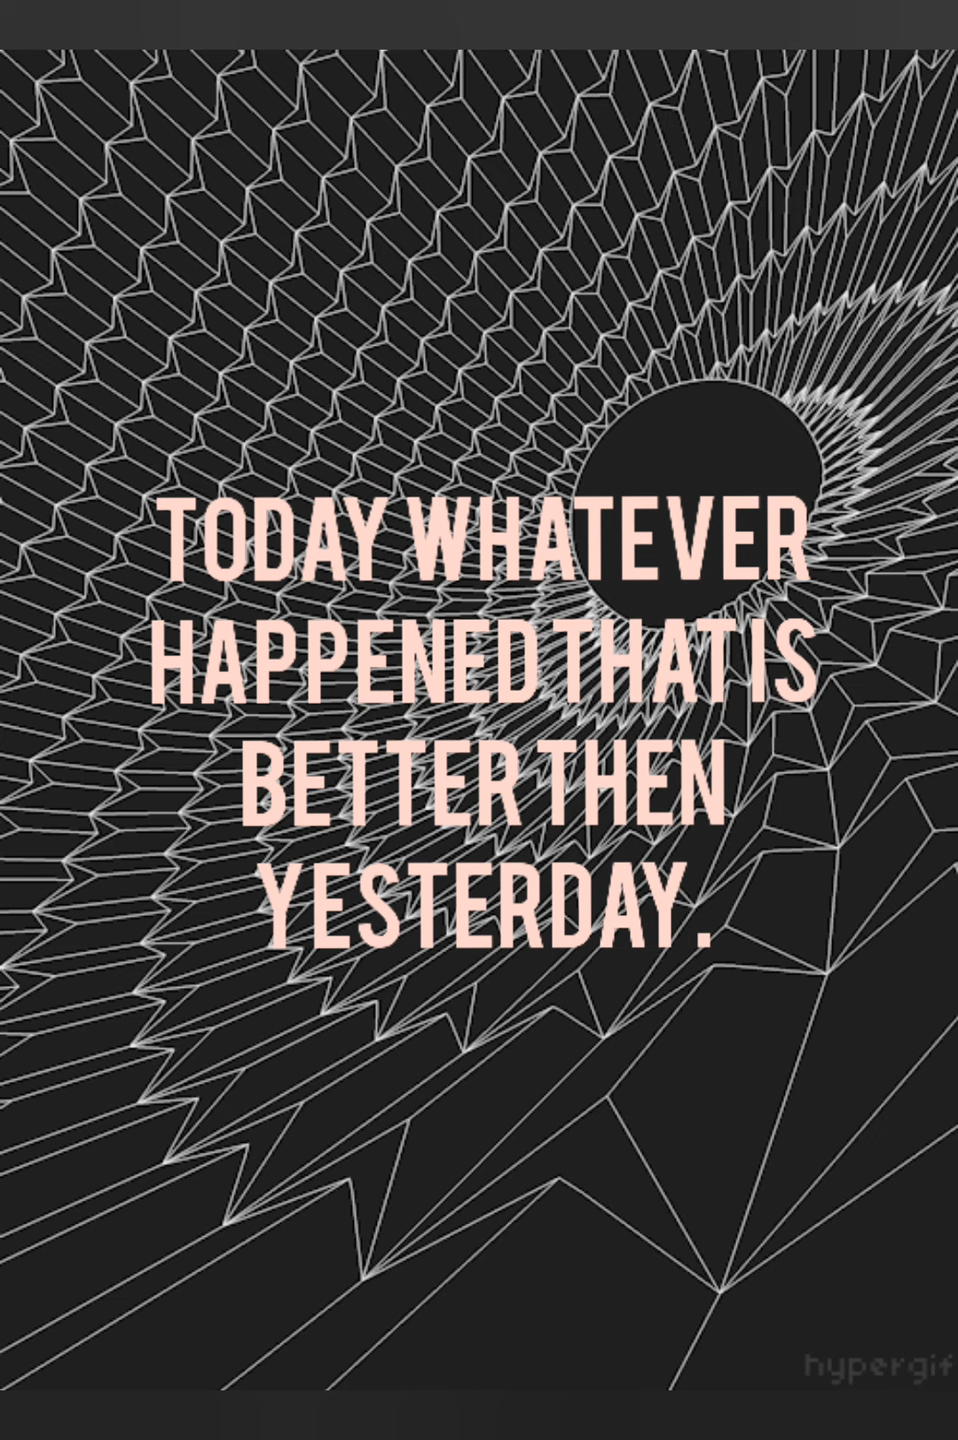 TODAY WHATEVER
HAPPENED THAT IS
BETTER THEN
YESTERDAY.
hypergif